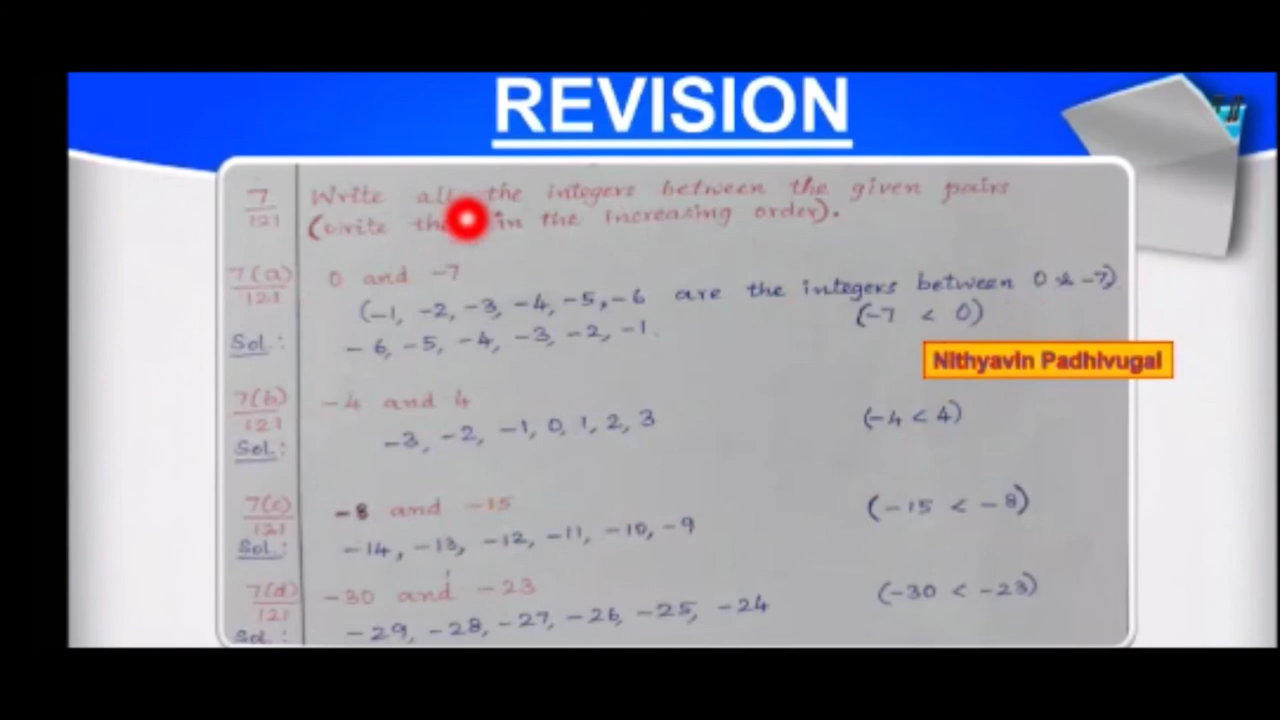 REVISION
7/121 Write all the integers between the given pairs
(write in the increasing order).
7(a)/121 0 and -7
(-1, -2, -3, -4, -5, -6 are the integers between 0 & -7)
(-7 < 0)
Sol: -6, -5, -4, -3, -2, -1.
Nithyavin Padhivugal
7(b)/121 -4 and 4
Sol: -3, -2, -1, 0, 1, 2, 3 (-4 < 4)
7(c)/121 -8 and -15 (-15 < -8)
Sol: -14, -13, -12, -11, -10, -9
7(d)/121 -30 and -23 (-30 < -23)
Sol: -29, -28, -27, -26, -25, -24